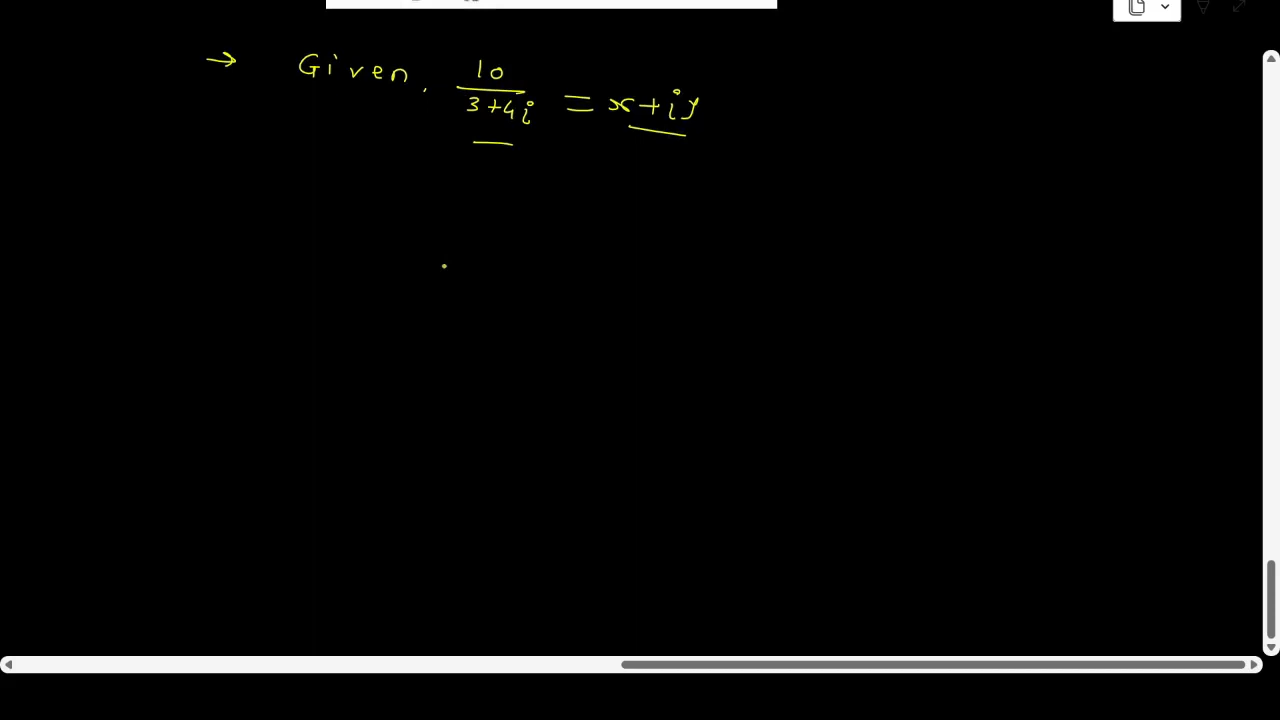 → Given. 10/(3+4i) = x+iy